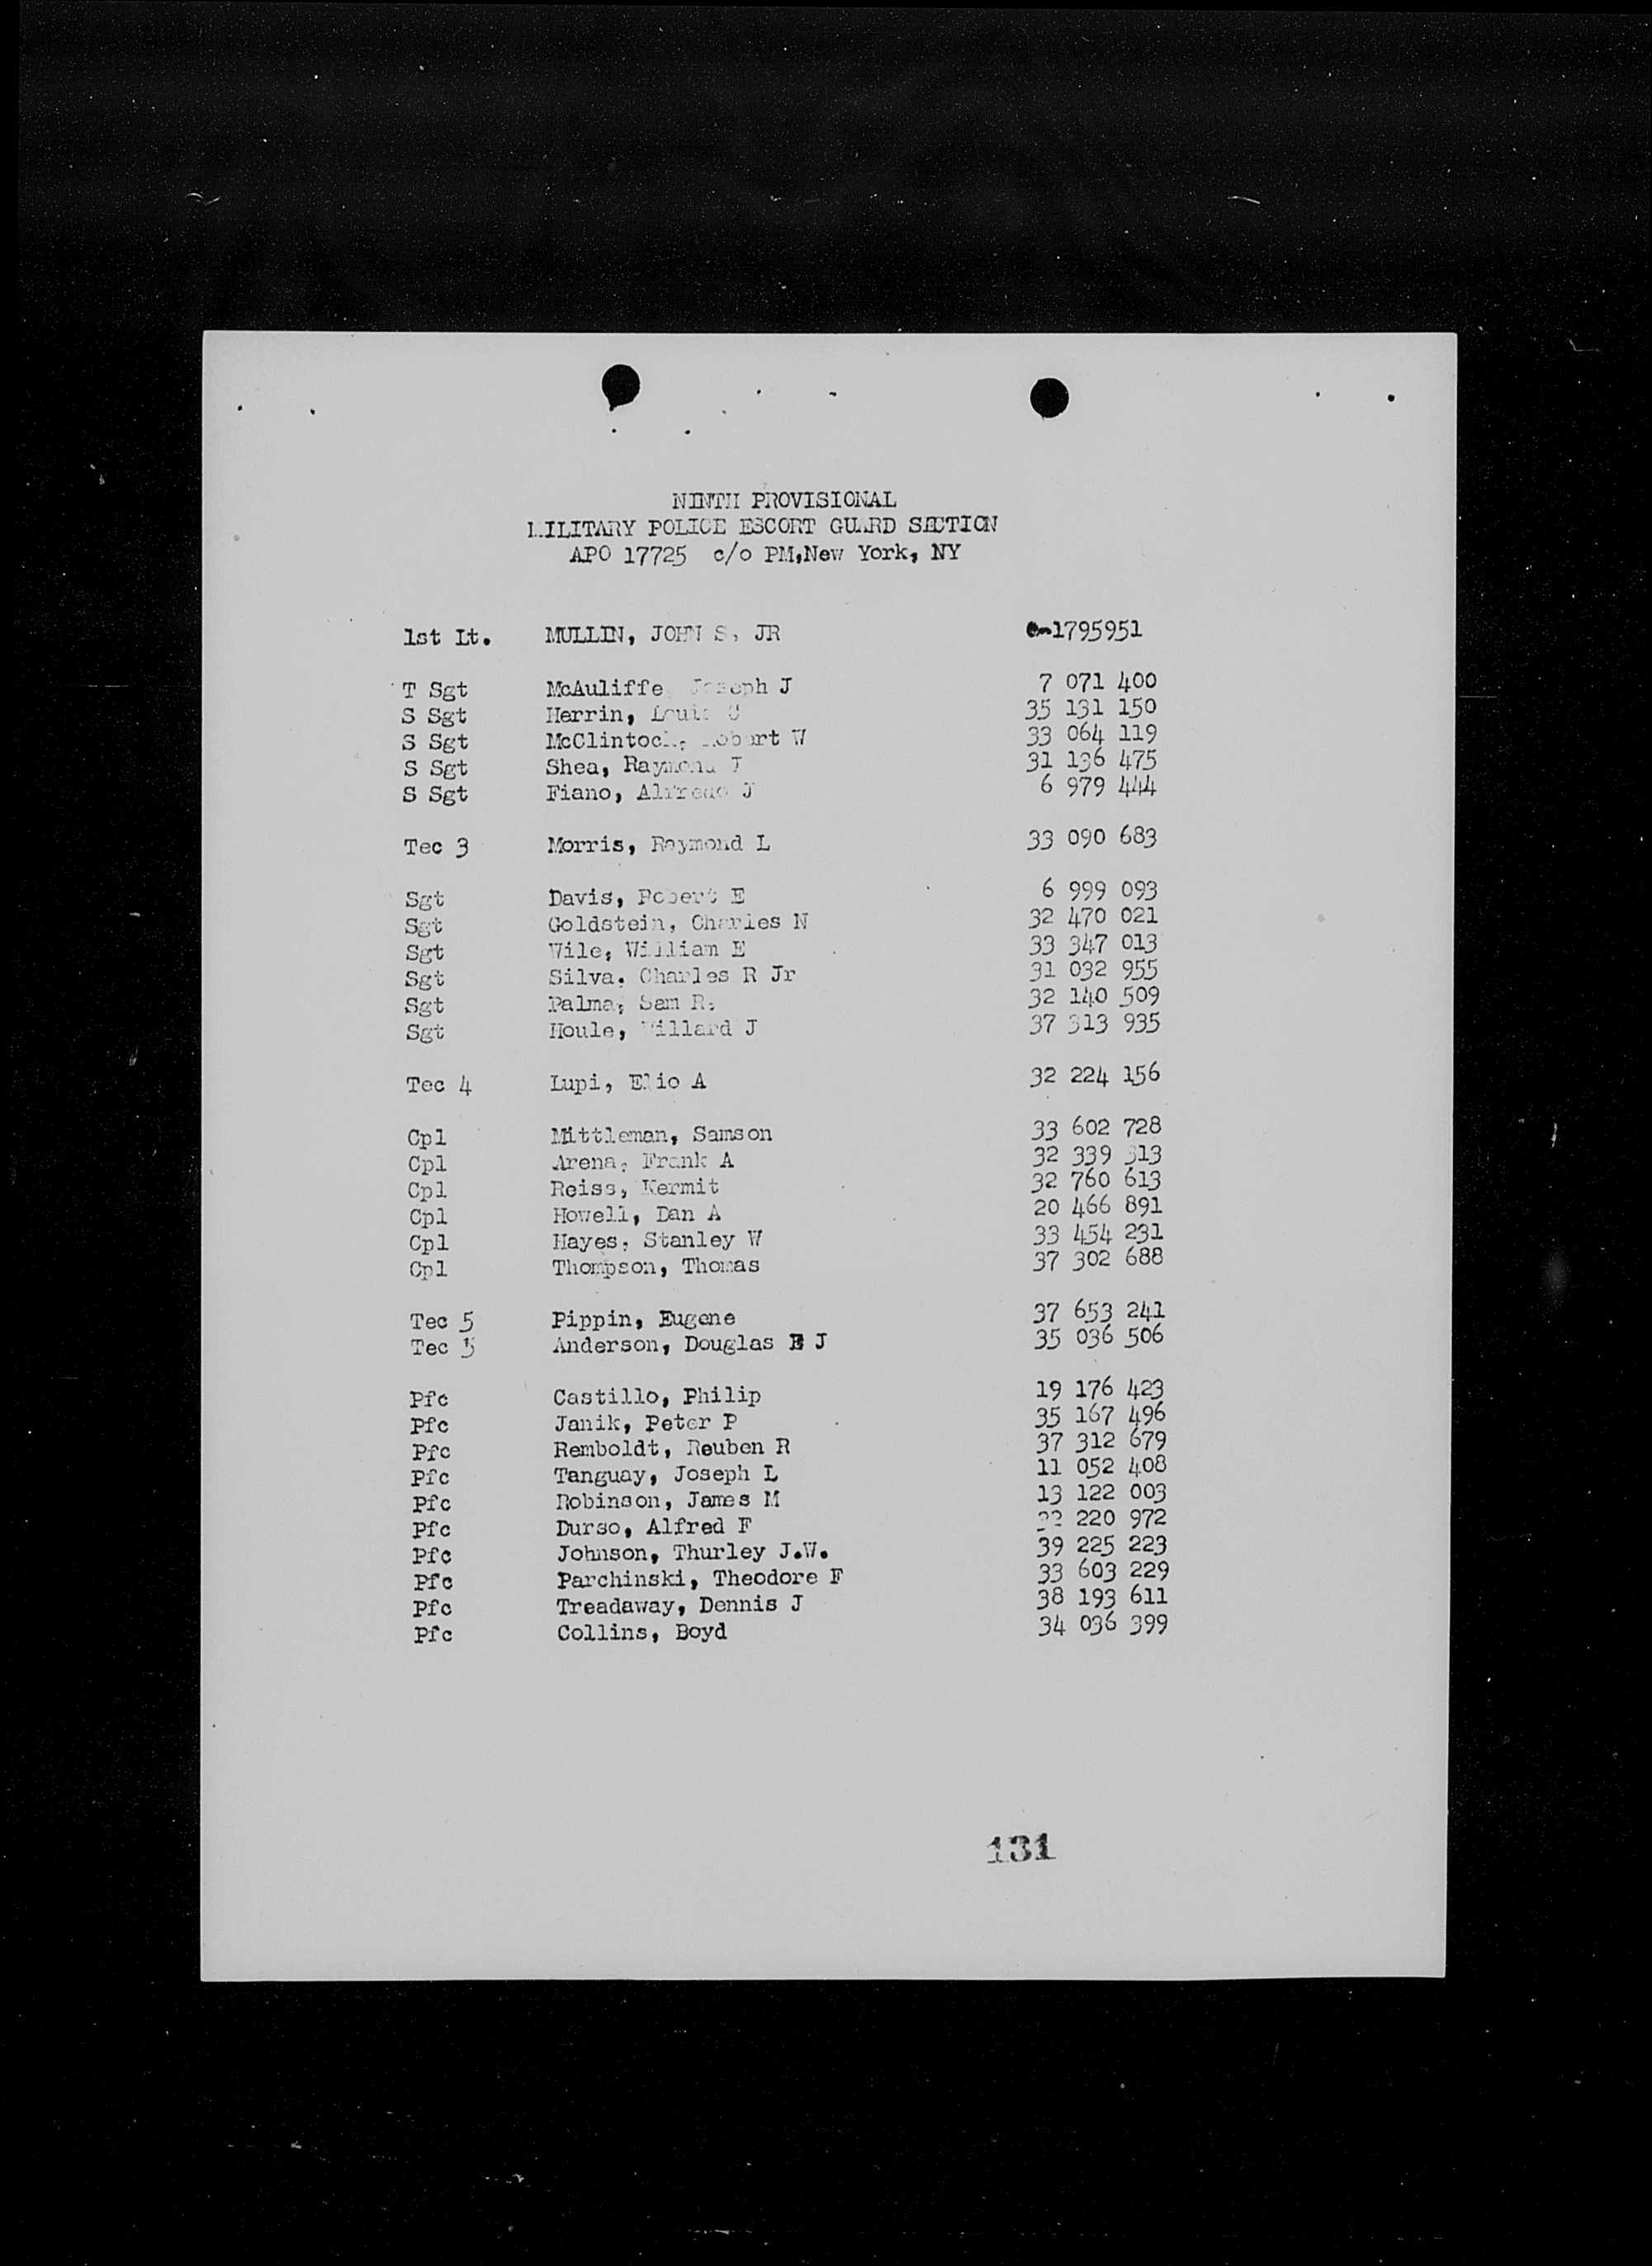 NINTH PROVISIONAL
MILITARY POLICE ESCORT GUARD SECTION
APO 17725 c/o PM,New York, NY
1st Lt. MULLIN, JOHN S, JR O-1795951
T Sgt McAuliffe, Joseph J 7 071 400
S Sgt Herrin, Louis 35 131 150
S Sgt McClintock, Robert W 33 064 119
S Sgt Shea, Raymond J 31 136 475
S Sgt Fiano, Alfredo J 6 979 444
Tec 3 Morris, Raymond L 33 090 683
Sgt Davis, Robert E 6 999 093
Sgt Goldstein, Charles N 32 470 021
Sgt Wile, William E 33 347 013
Sgt Silva, Charles R Jr 31 032 955
Sgt Palma, Sam R. 32 140 509
Sgt Houle, Willard J 37 313 935
Tec 4 Lupi, Elio A 32 224 156
Cpl Mittleman, Samson 33 602 728
Cpl Arena, Frank A 32 339 313
Cpl Reiss, Kermit 32 760 613
Cpl Howell, Dan A 20 466 891
Cpl Hayes, Stanley W 33 454 231
Cpl Thompson, Thomas 37 302 688
Tec 5 Pippin, Eugene 37 653 241
Tec 5 Anderson, Douglas E J 35 036 506
Pfc Castillo, Philip 19 176 423
Pfc Janik, Peter P 35 167 496
Pfc Remboldt, Reuben R 37 312 679
Pfc Tanguay, Joseph L 11 052 408
Pfc Robinson, James M 13 122 003
Pfc Durso, Alfred F 220 972
Pfc Johnson, Thurley J.W. 39 225 223
Pfc Parchinski, Theodore F 33 603 229
Pfc Treadaway, Dennis J 38 193 611
Pfc Collins, Boyd 34 036 399
131